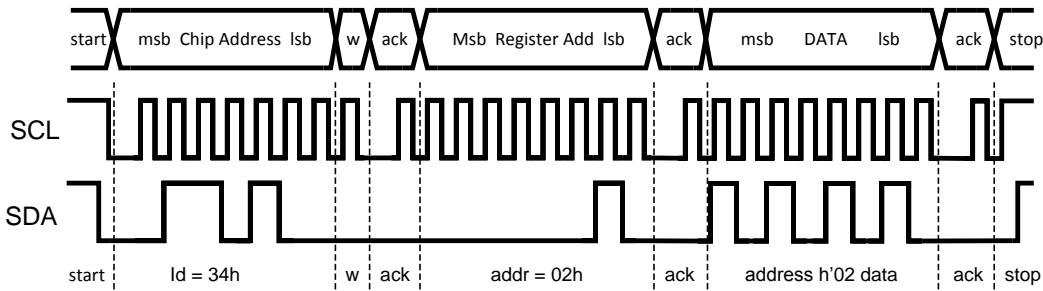 start msb Chip Address lsb w ack Msb Register Add lsb ack msb DATA lsb ack stop
SCL
SDA
start Id = 34h w ack addr = 02h ack address h'02 data ack stop